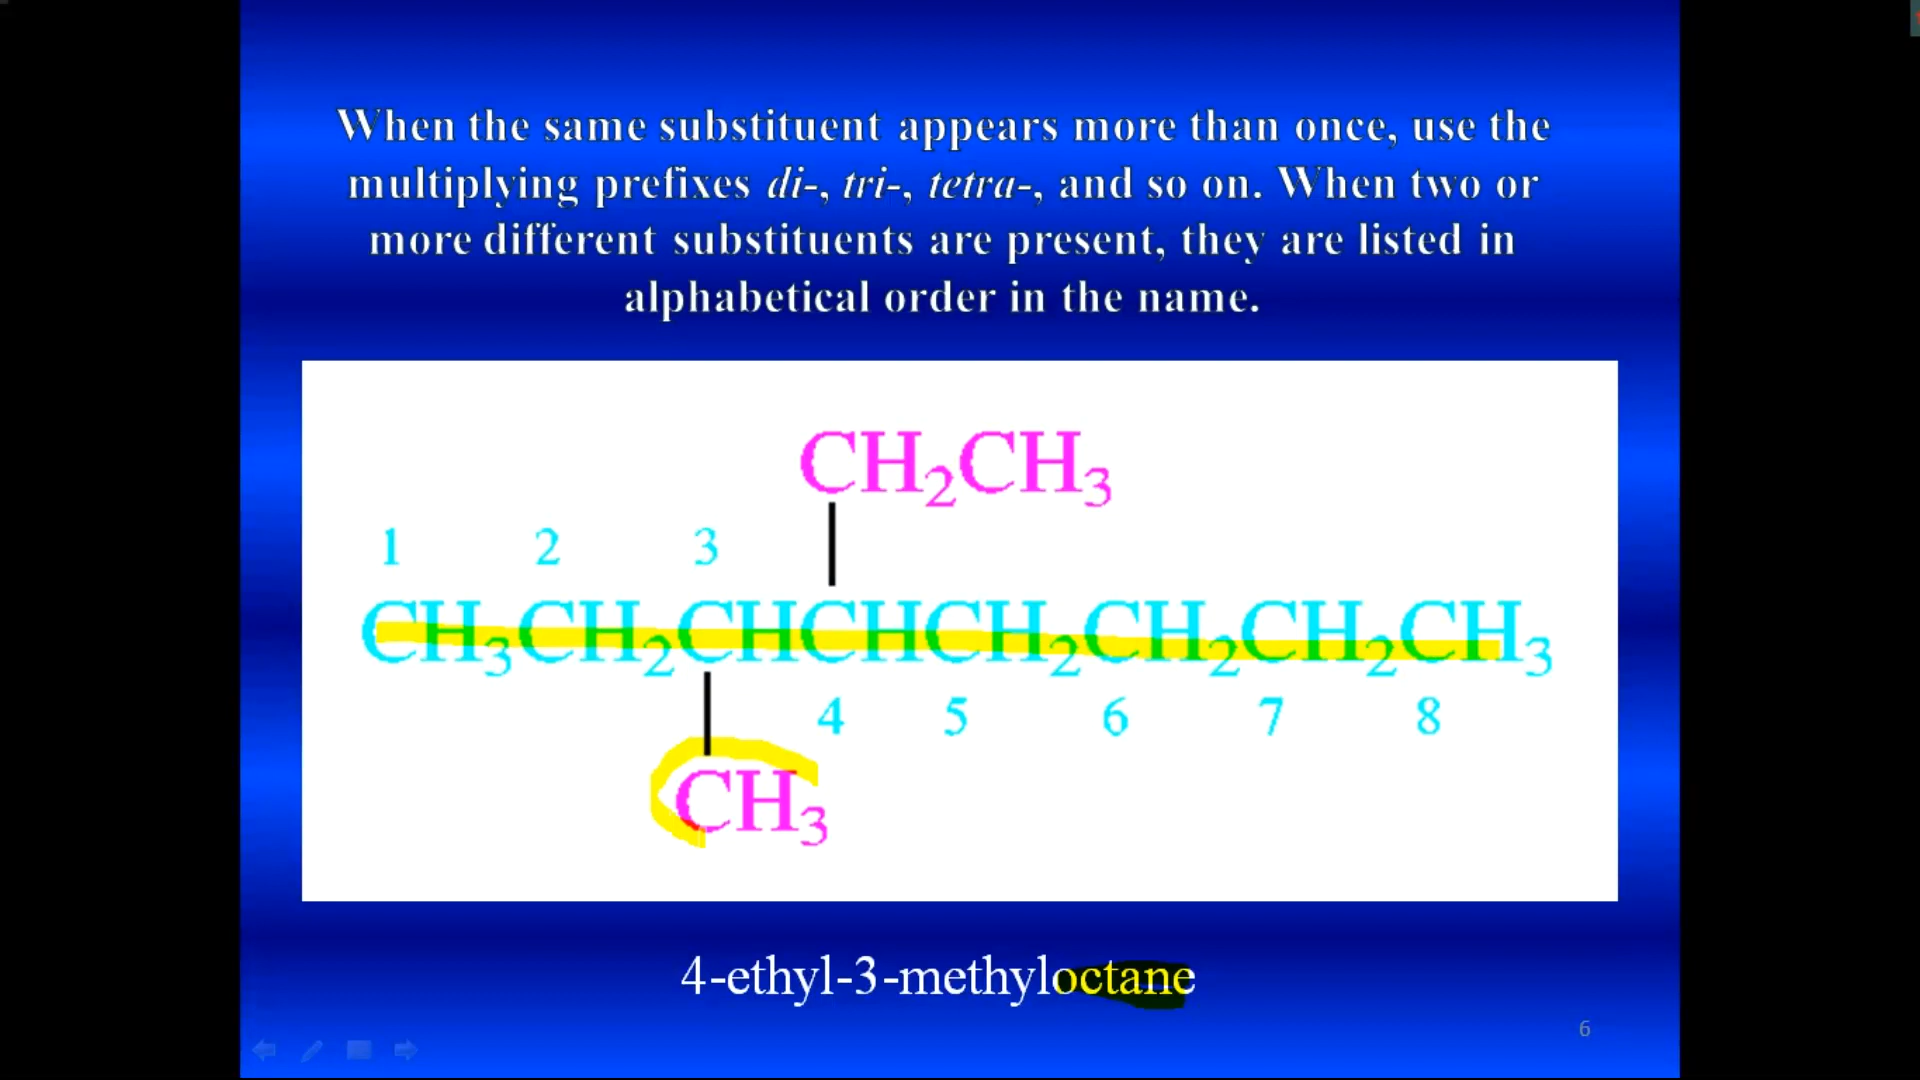 When the same substituent appears more than once, use the
multiplying prefixes di-, tri-, tetra-, and so on. When two or
more different substituents are present, they are listed in
alphabetical order in the name.
CH₂CH₃
1 2 3
CH₃CH₂CHCHCH₂CH₂CH₂CH₃
4 5 6 7 8
CH₃
4-ethyl-3-methyloctane
6